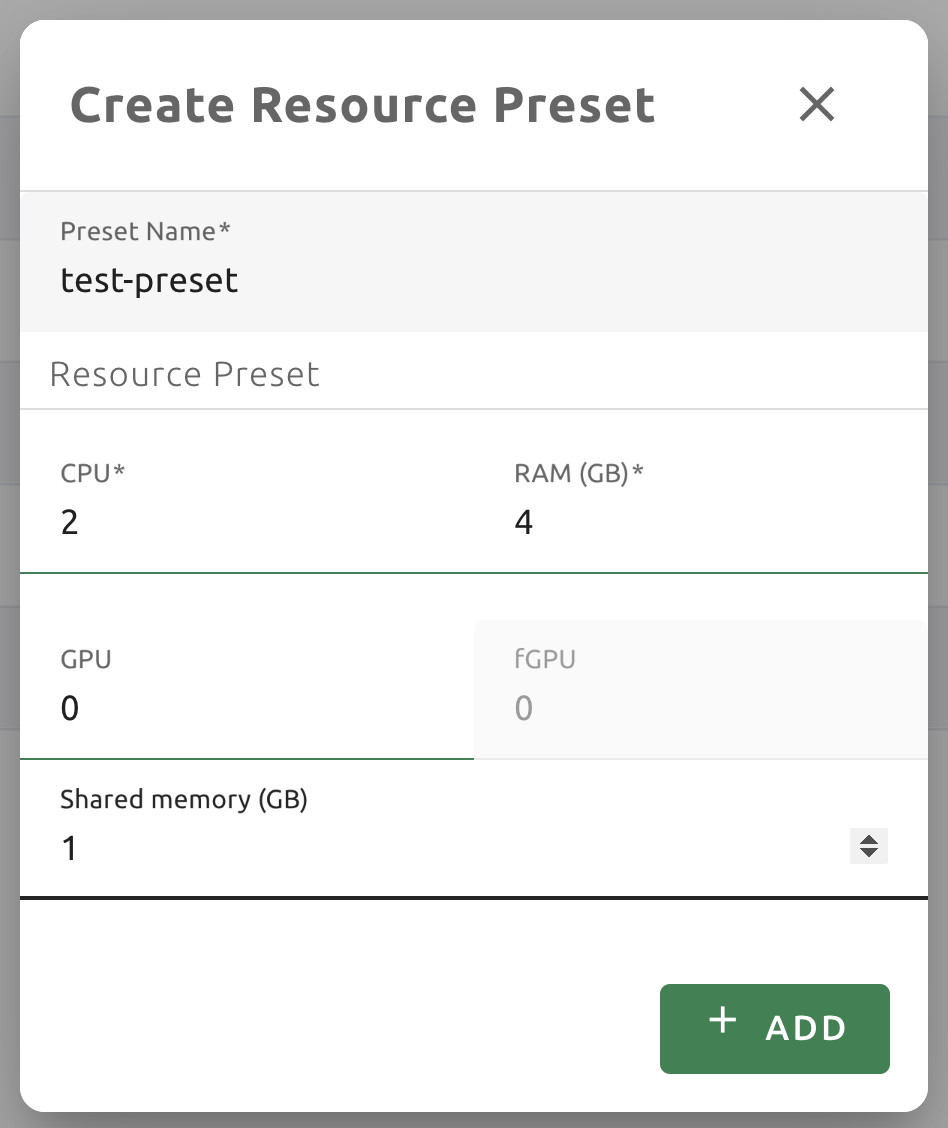 Create Resource Preset
Preset Name*
test-preset
Resource Preset
CPU* RAM (GB)*
2 4
GPU fGPU
0 0
Shared memory (GB)
1
+ ADD